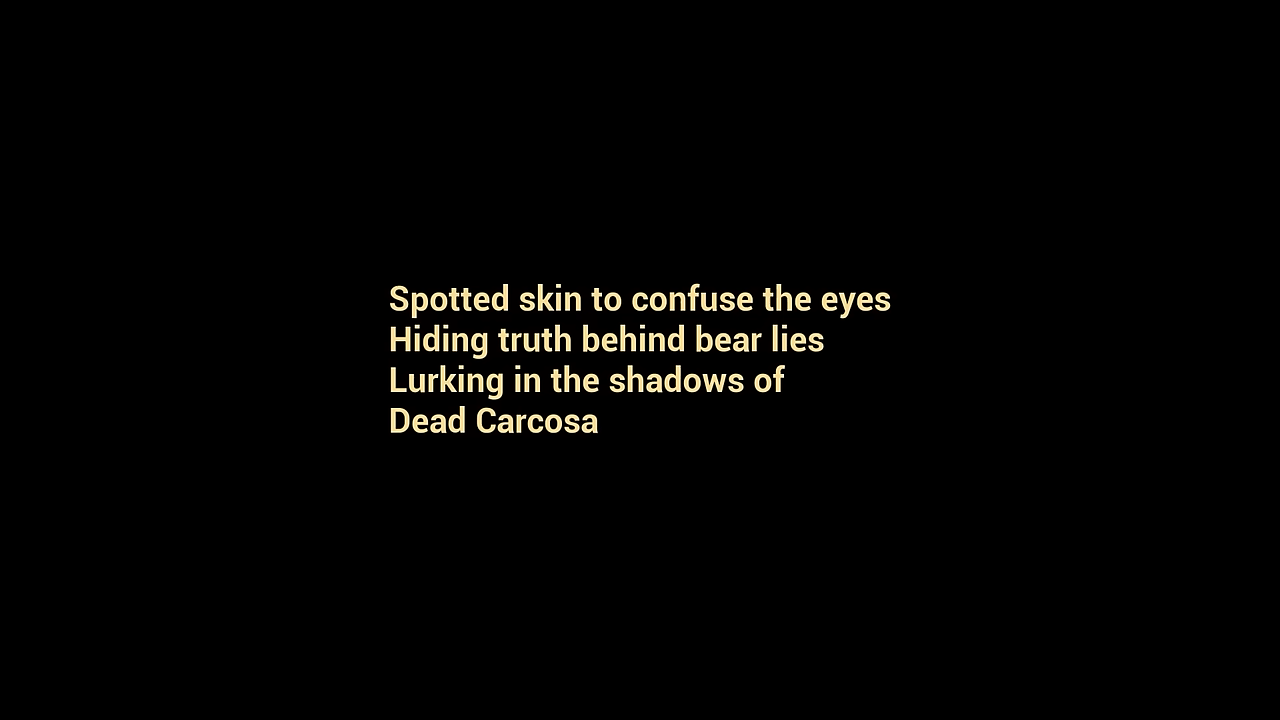 Spotted skin to confuse the eyes
Hiding truth behind bear lies
Lurking in the shadows of
Dead Carcosa